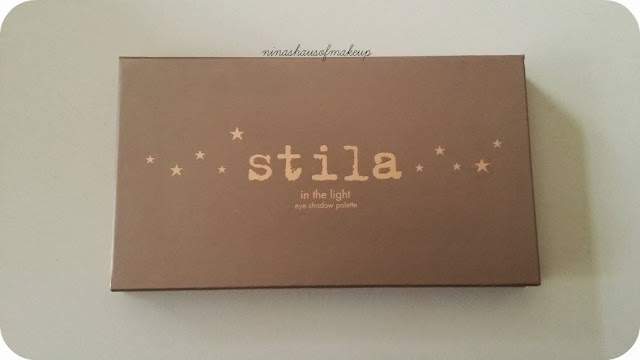 ninashausofmakeup
stila
in the light
eye shadow palette